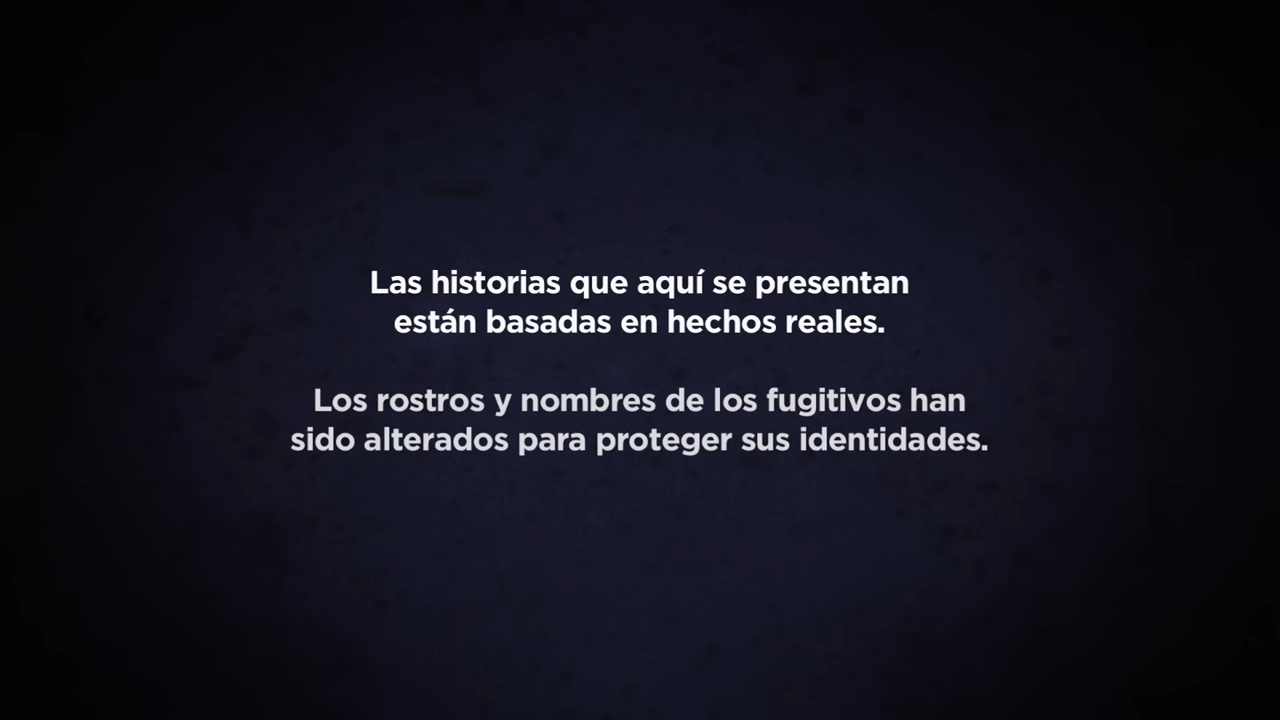 Las historias que aquí se presentan
están basadas en hechos reales.
Los rostros y nombres de los fugitivos han
sido alterados para proteger sus identidades.